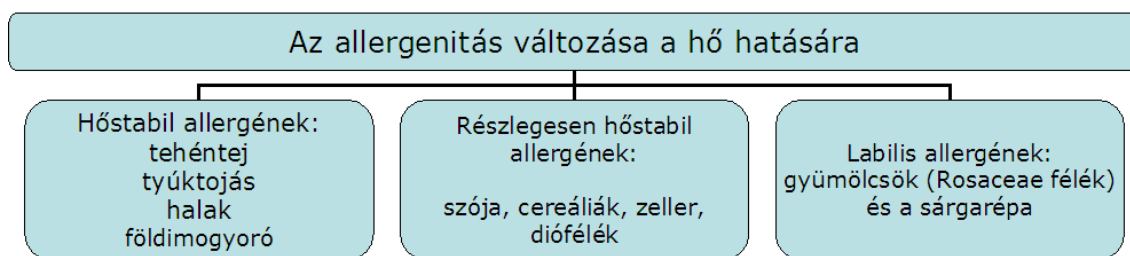 Az allergenitás változása a hő hatására
Hőstabil allergének:
tehéntej
tyúktojás
halak
földimogyoró
Részlegesen hőstabil
allergének:
szója, cereáliák, zeller,
diófélék
Labilis allergének:
gyümölcsök (Rosaceae félék)
és a sárgarépa